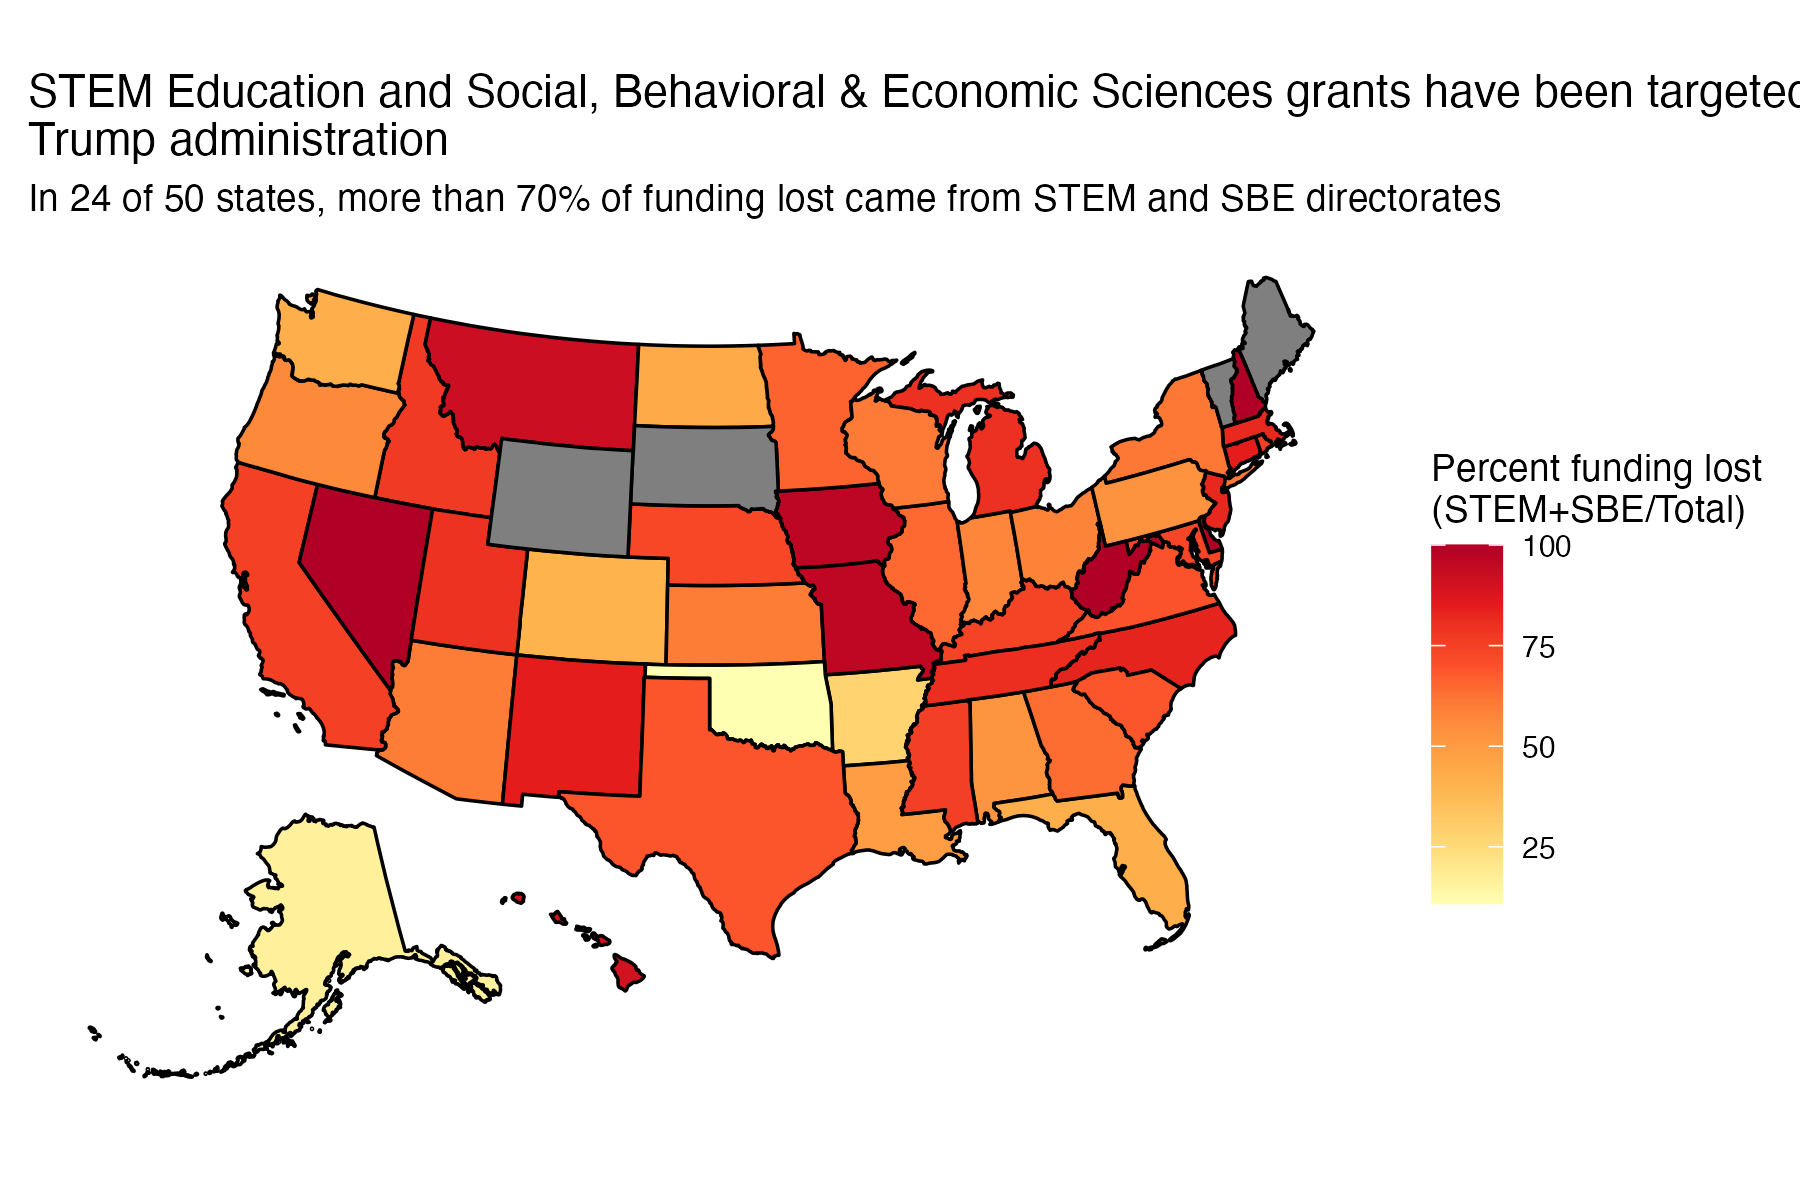 STEM Education and Social, Behavioral & Economic Sciences grants have been targeted
Trump administration
In 24 of 50 states, more than 70% of funding lost came from STEM and SBE directorates
Percent funding lost
(STEM+SBE/Total)
100
75
50
25